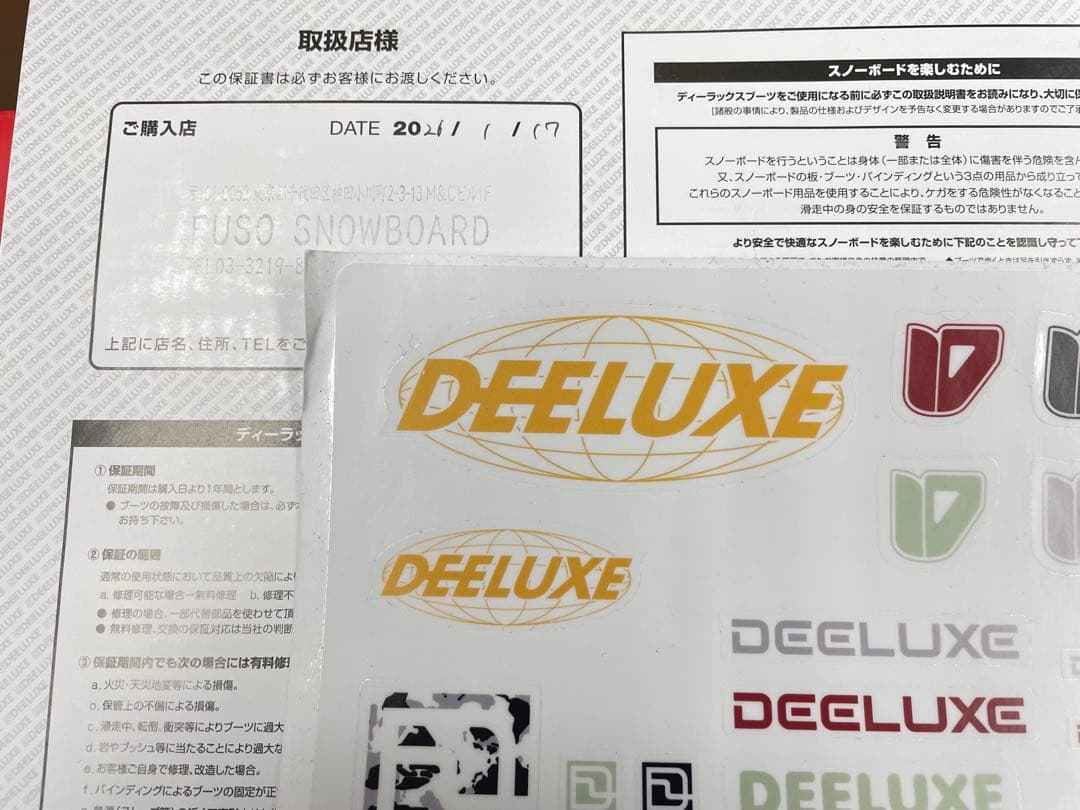 取扱店様
この保証書は必ずお客様にお渡しください。
ご購入店
DATE 2026/ 1 /17
〒101-0052 東京都千代田区神田小川町2-3-13 M&Cビル1F
FUSO SNOWBOARD
TEL03-3219-8
上記に店名、住所、TELをご
スノーボードを楽しむために
ディーラックスブーツをご使用になる前に必ずこの取扱説明書をお読みになり、大切に
[諸般の事情により、製品の仕様およびデザインを予告なく変更する場合がありますのでご了
警 告
スノーボードを行うということは身体（一部または全体）に傷害を伴う危険を含
又、スノーボードの板・ブーツ・バインディングという3点の用品から成り立って
これらのスノーボード用品を使用することにより、ケガをする危険性がなくなること
滑走中の身の安全を保証するものではありません。
より安全で快適なスノーボードを楽しむために下記のことを認識し守って
ディーラッ
① 保証期間
保証期間は購入日より1年間とします。
● ブーツの故障及び損傷した場合は、必ず
お持ち下さい。
② 保証の範囲
通常の使用状態において品質上の欠陥によ
a. 修理可能な場合→無料修理 b. 修理不
● 修理の場合、一部代替部品を使わせて頂
● 無料修理、交換の保証対応は当社の判断
③ 保証期間内でも次の場合には有料修
a. 火災・天災地変等による損傷。
b. 保管上の不備による損傷。
c. 滑走中、転倒、衝突等によりブーツに過大
d. 岩やブッシュ等に当たることにより過大な
e. お客様ご自身で修理、改造した場合。
f. バインディングによるブーツの固定が正
DEELUXE
DEELUXE
DEELUXE
DEELUXE
DEELUXE